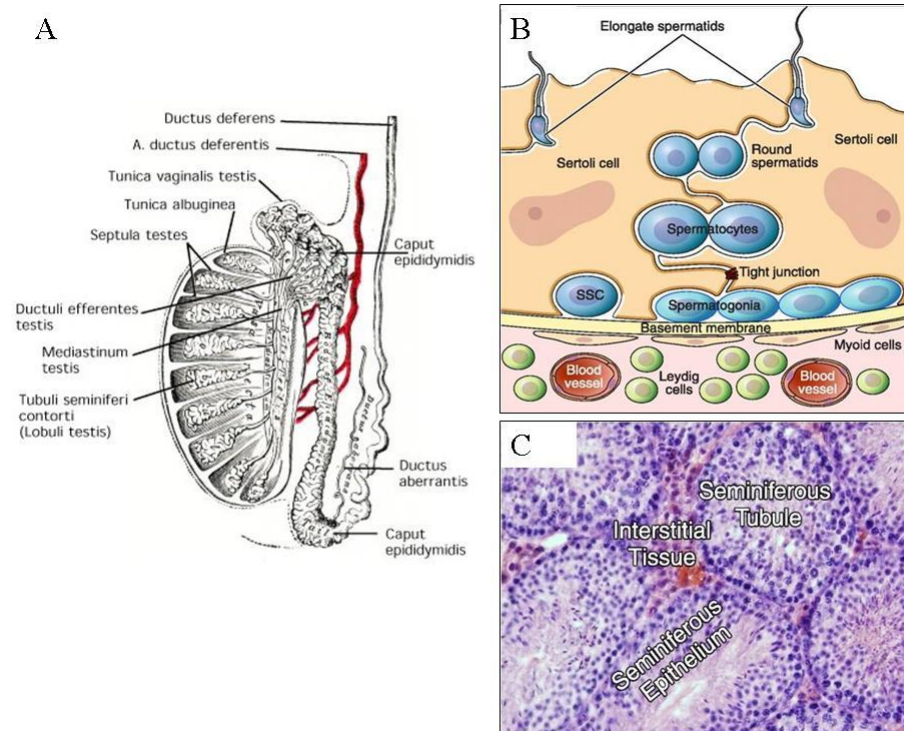 A
Ductus deferens
A. ductus deferentis
Tunica vaginalis testis
Tunica albuginea
Septula testes
Caput
epididymidis
Ductuli efferentes
testis
Mediastinum
testis
Tubuli seminiferi
contorti
(Lobuli testis)
Ductus
aberrantis
Caput
epididymidis
B
Elongate spermatids
Sertoli cell
Round
spermatids
Sertoli cell
Spermatocytes
Tight junction
SSC
Spermatogonia
Basement membrane
Myoid cells
Blood
vessel
Leydig
cells
Blood
vessel
C
Seminiferous
Tubule
Interstitial
Tissue
Seminiferous
Epithelium